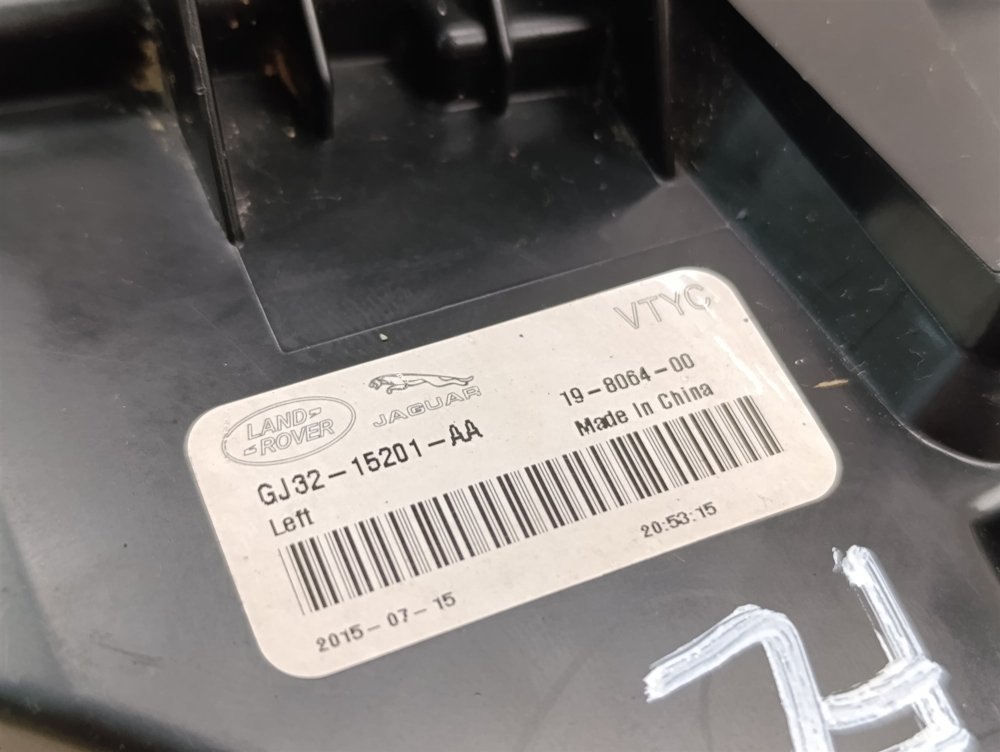 VTYC
LAND-
-ROVER
JAGUAR
19-8064-00
Made In China
GJ32-15201-AA
Left
2015-07-15
20:53:15